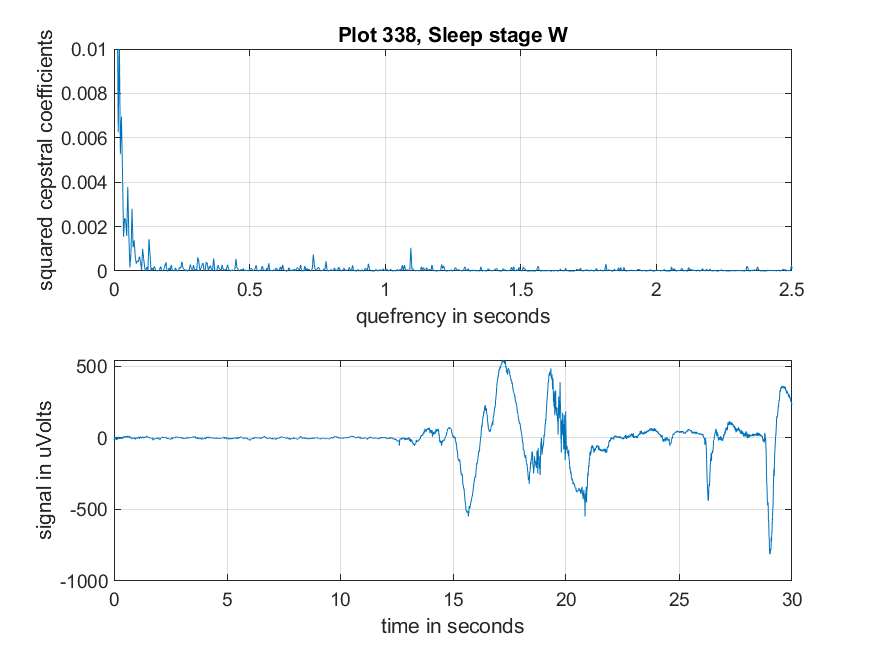 Plot 338, Sleep stage W
squared cepstral coefficients
0.01
0.008
0.006
0.004
0.002
0
0 0.5 1 1.5 2 2.5
quefrency in seconds
signal in uVolts
500
0
-500
-1000
0 5 10 15 20 25 30
time in seconds